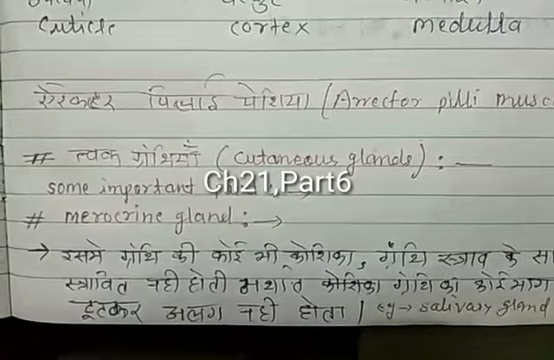 Cuticle cortex medulla
ऐरेक्टर पिलाई पेशिया (Arrector pilli musc
# त्वक ग्रंथियाँ (Cutaneous glands) : —
some important
Ch21,Part6
# merocrine gland : →
→ इसमे ग्रंथि की कोई भी कोशिका, ग्रंथि स्त्राव के सा
स्त्रावित नही होती अर्थात कोशिका ग्रंथि का कोई भाग
टूटकर अलग नही होता | eg → salivary gland